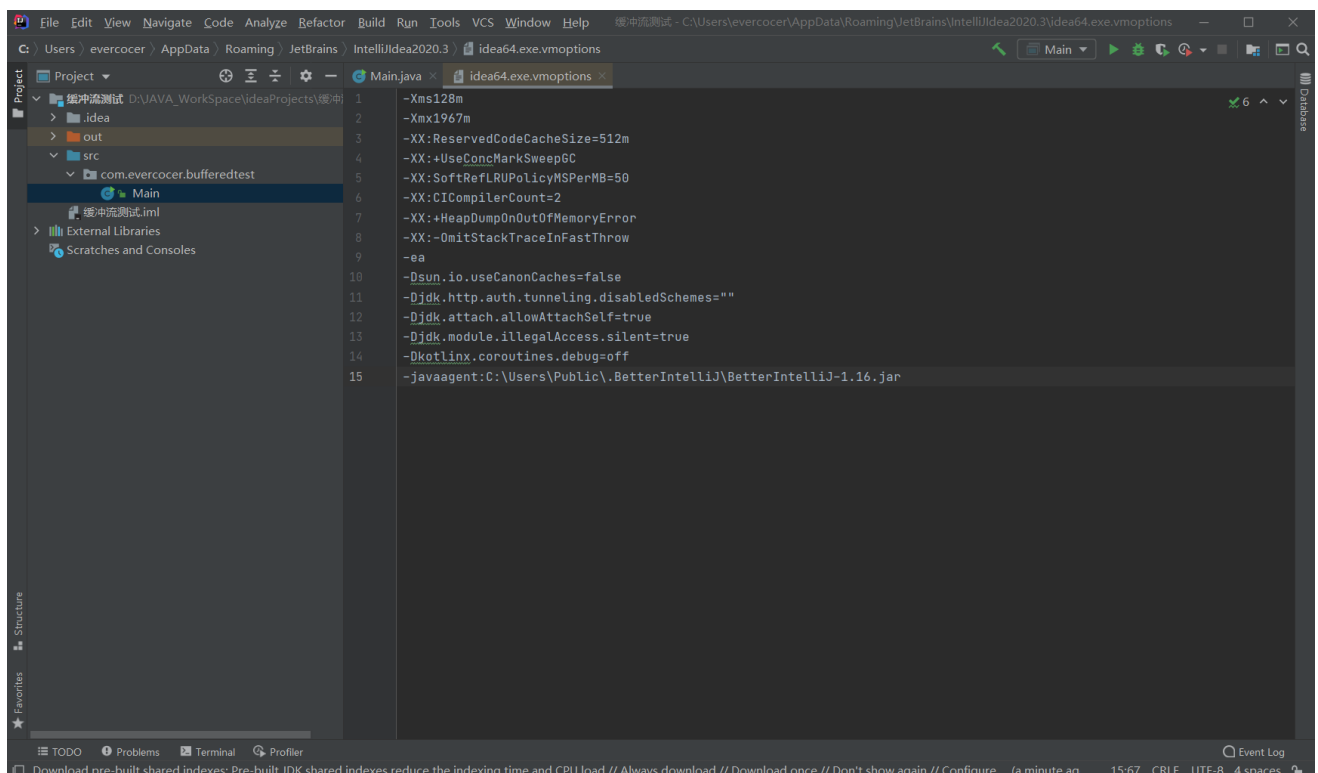 File Edit View Navigate Code Analyze Refactor Build Run Tools VCS Window Help 缓冲流测试 - C:\Users\evercocer\AppData\Roaming\JetBrains\IntelliJIdea2020.3\idea64.exe.vmoptions
C: Users evercocer AppData Roaming JetBrains IntelliJIdea2020.3 idea64.exe.vmoptions Main
Project
Main.java idea64.exe.vmoptions
Project
Database
缓冲流测试 D:\JAVA_WorkSpace\ideaProjects\缓冲
.idea
out
src
com.evercocer.bufferedtest
Main
缓冲流测试.iml
External Libraries
Scratches and Consoles
6
1 -Xms128m
2 -Xmx1967m
3 -XX:ReservedCodeCacheSize=512m
4 -XX:+UseConcMarkSweepGC
5 -XX:SoftRefLRUPolicyMSPerMB=50
6 -XX:CICompilerCount=2
7 -XX:+HeapDumpOnOutOfMemoryError
8 -XX:-OmitStackTraceInFastThrow
9 -ea
10 -Dsun.io.useCanonCaches=false
11 -Djdk.http.auth.tunneling.disabledSchemes=""
12 -Djdk.attach.allowAttachSelf=true
13 -Djdk.module.illegalAccess.silent=true
14 -Dkotlinx.coroutines.debug=off
15 -javaagent:C:\Users\Public\.BetterIntelliJ\BetterIntelliJ-1.16.jar
Structure
Favorites
TODO Problems Terminal Profiler Event Log
Download pre-built shared indexes: Pre-built JDK shared indexes reduce the indexing time and CPU load // Always download // Download once // Don't show again // Configure... (a minute ag 15:67 CRLF UTF-8 4 spaces